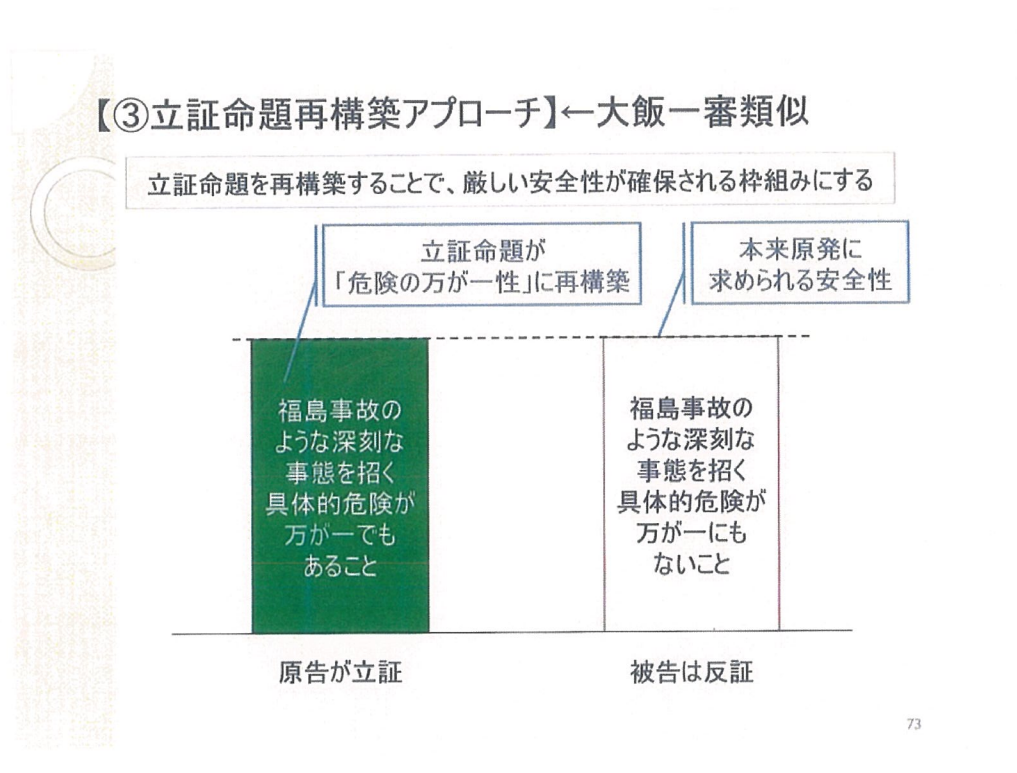 【③立証命題再構築アプローチ】←大飯一審類似
立証命題を再構築することで、厳しい安全性が確保される枠組みにする
立証命題が
「危険の万が一性」に再構築
本来原発に
求められる安全性
福島事故の
ような深刻な
事態を招く
具体的危険が
万が一でも
あること
福島事故の
ような深刻な
事態を招く
具体的危険が
万が一にも
ないこと
原告が立証
被告は反証
73